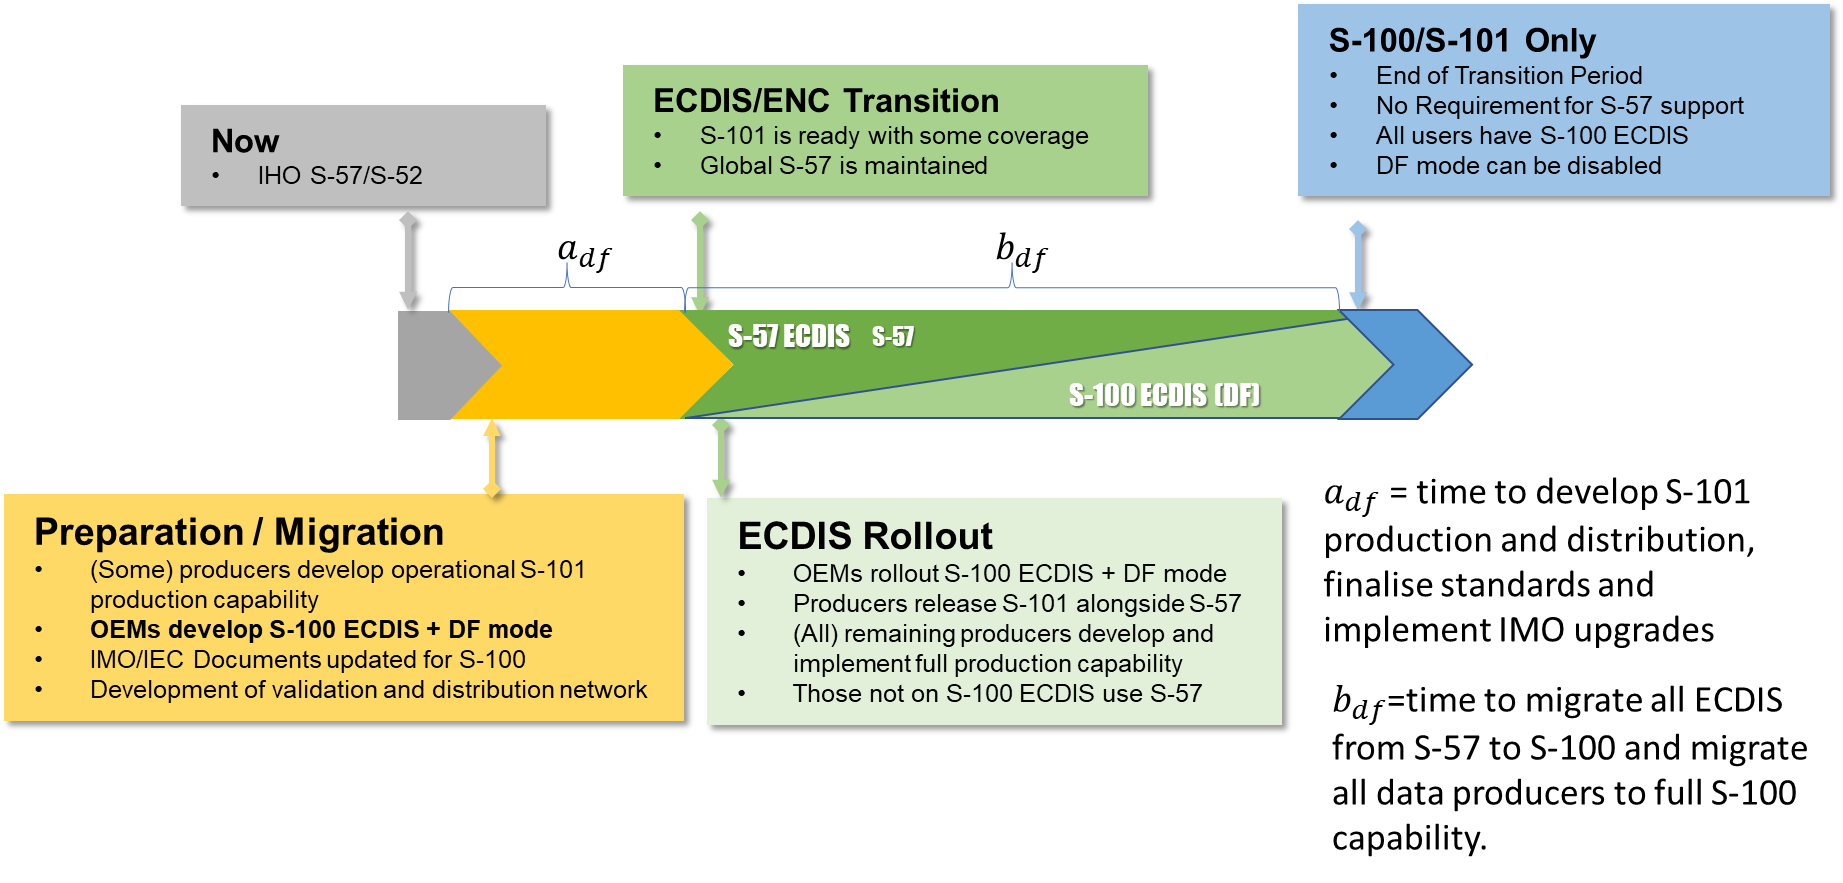 S-100/S-101 Only
• End of Transition Period
• No Requirement for S-57 support
• All users have S-100 ECDIS
• DF mode can be disabled
ECDIS/ENC Transition
• S-101 is ready with some coverage
• Global S-57 is maintained
Now
• IHO S-57/S-52
a_df
b_df
S-57 ECDIS S-57
S-100 ECDIS (DF)
Preparation / Migration
• (Some) producers develop operational S-101
production capability
• OEMs develop S-100 ECDIS + DF mode
• IMO/IEC Documents updated for S-100
• Development of validation and distribution network
ECDIS Rollout
• OEMs rollout S-100 ECDIS + DF mode
• Producers release S-101 alongside S-57
• (All) remaining producers develop and
implement full production capability
• Those not on S-100 ECDIS use S-57
a_df = time to develop S-101
production and distribution,
finalise standards and
implement IMO upgrades
b_df=time to migrate all ECDIS
from S-57 to S-100 and migrate
all data producers to full S-100
capability.